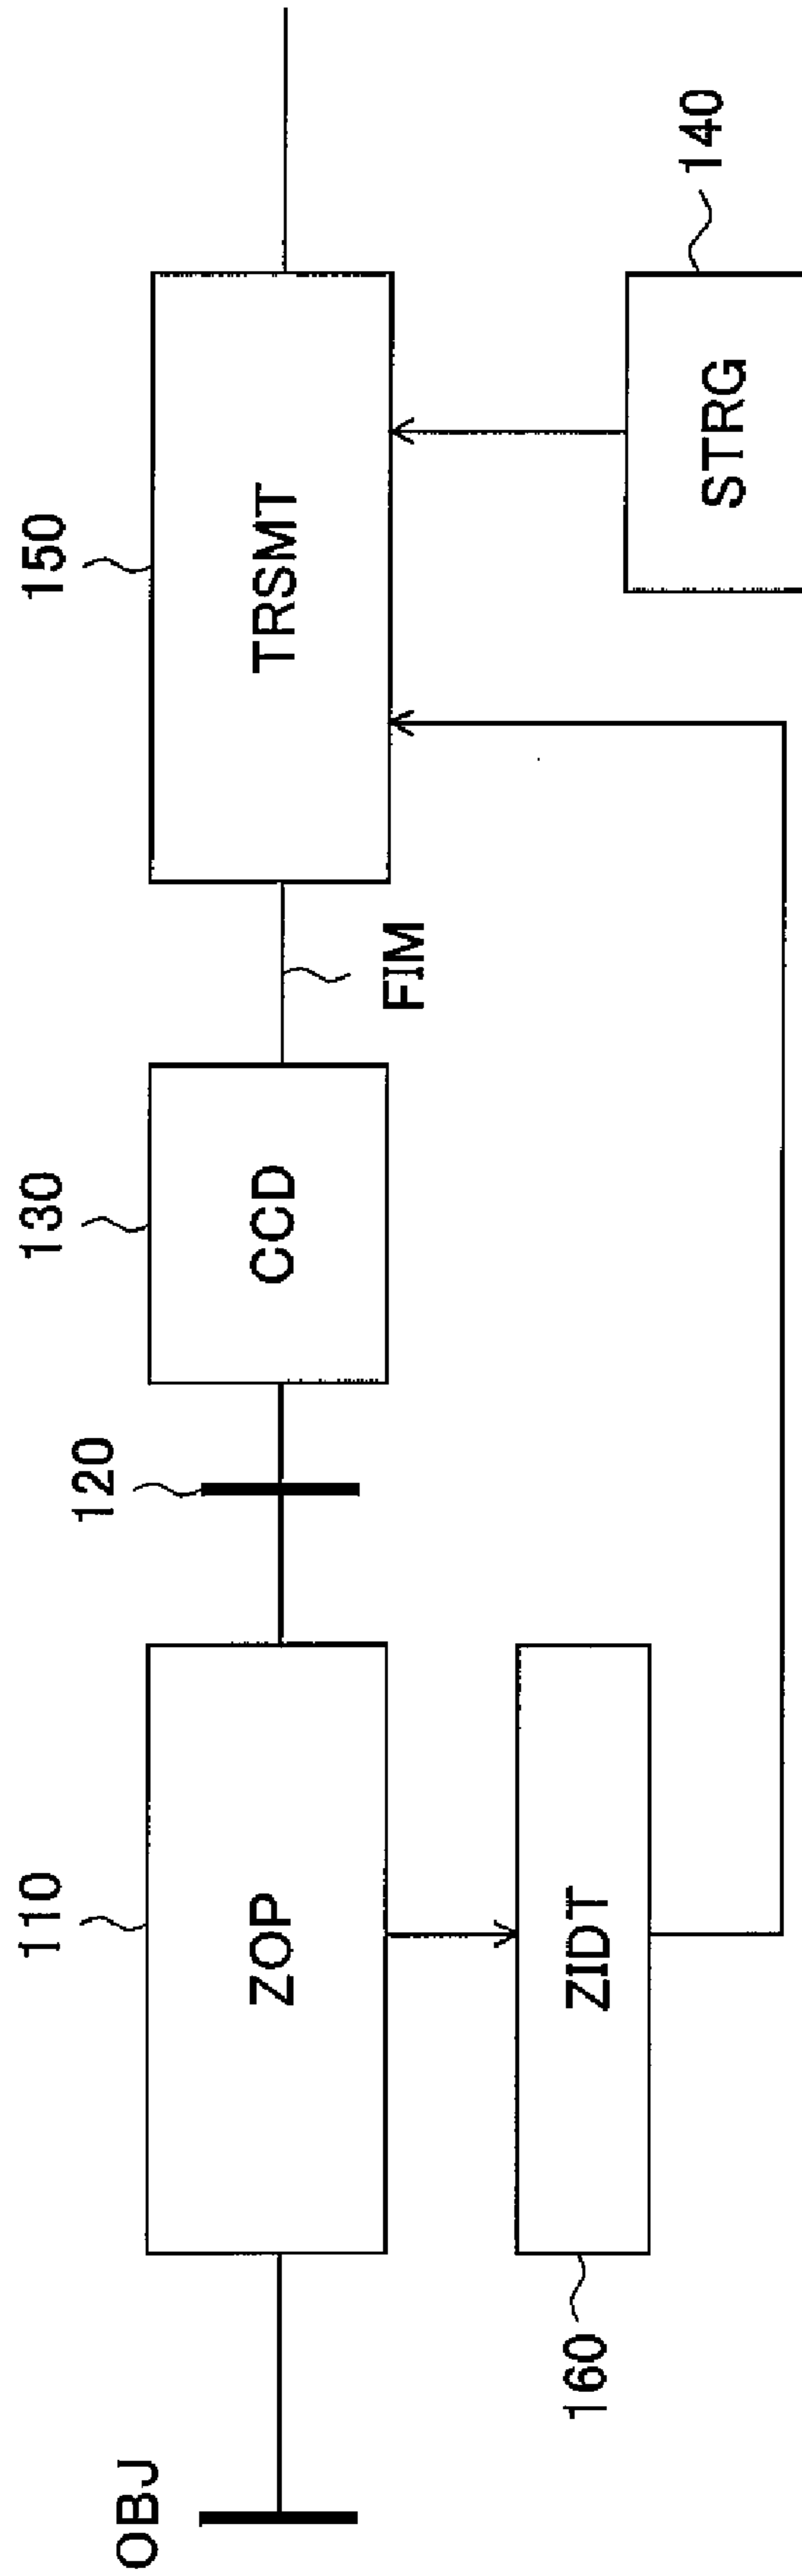 OBJ
110
ZOP
120
130
CCD
FIM
150
TRSMT
160
ZIDT
140
STRG